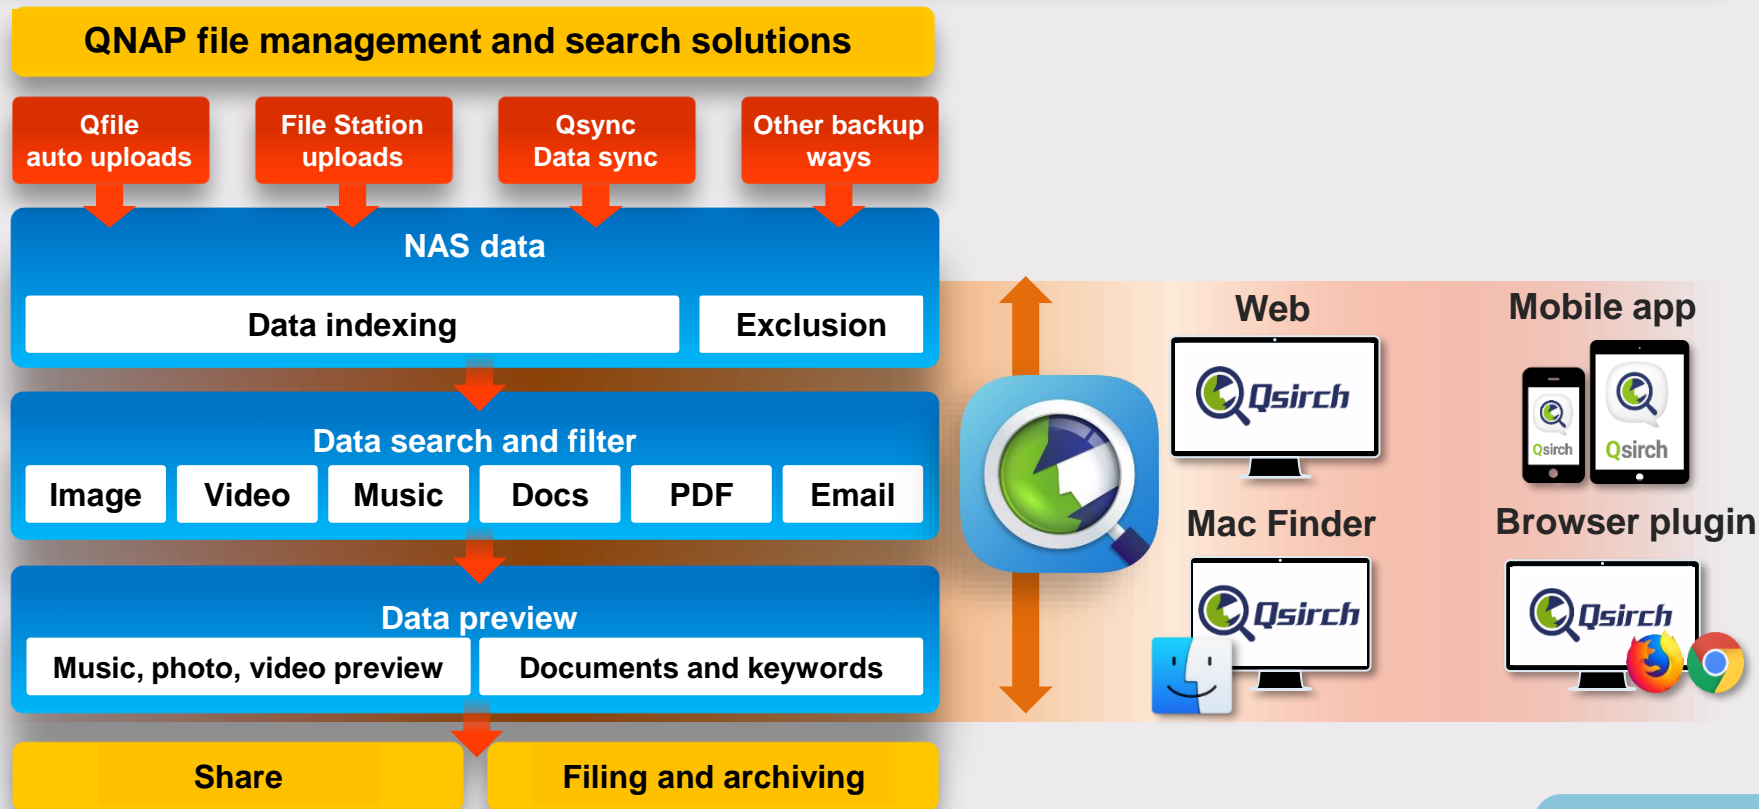 QNAP file management and search solutions
Qfile
auto uploads
File Station
uploads
Qsync
Data sync
Other backup
ways
NAS data
Data indexing
Exclusion
Data search and filter
Image
Video
Music
Docs
PDF
Email
Data preview
Music, photo, video preview
Documents and keywords
Share
Filing and archiving
Web
Qsirch
Mobile app
Qsirch
Qsirch
Mac Finder
Qsirch
Browser plugin
Qsirch